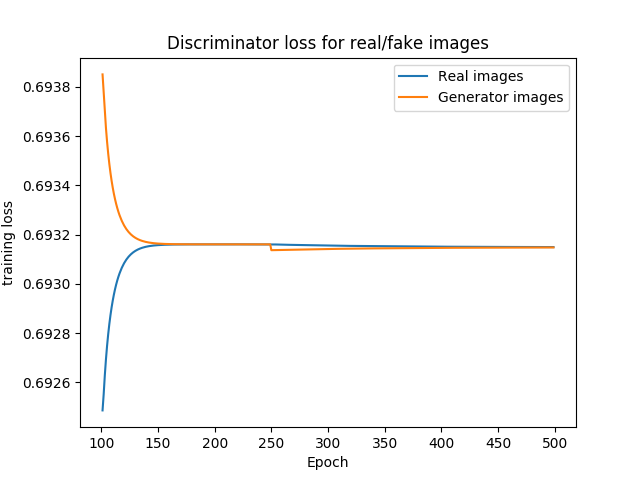 Discriminator loss for real/fake images
Real images
Generator images
training loss
0.6938
0.6936
0.6934
0.6932
0.6930
0.6928
0.6926
100 150 200 250 300 350 400 450 500
Epoch